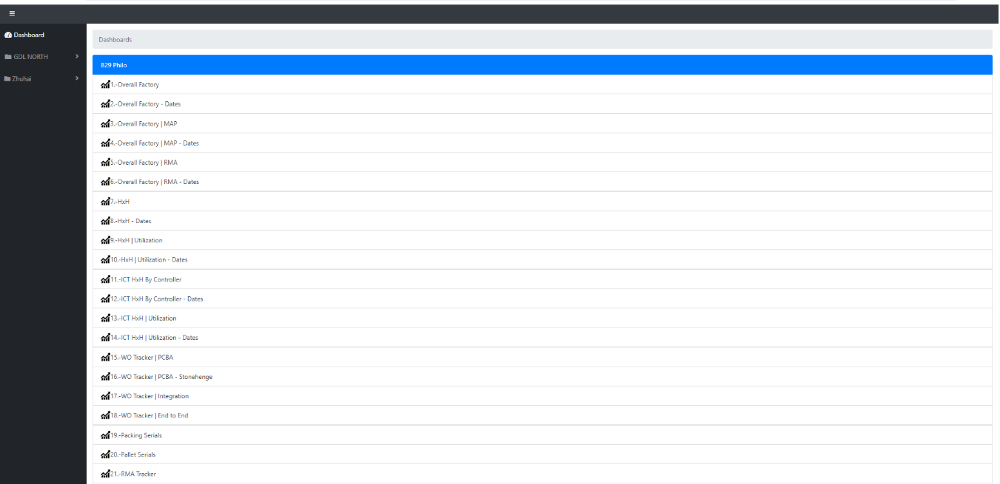 Dashboard
GDL NORTH
Zhuhai
Dashboards
B29 Philo
1.-Overall Factory
2.-Overall Factory - Dates
3.-Overall Factory | MAP
4.-Overall Factory | MAP - Dates
5.-Overall Factory | RMA
6.-Overall Factory | RMA - Dates
7.-HxH
8.-HxH - Dates
9.-HxH | Utilization
10.-HxH | Utilization - Dates
11.-ICT HxH By Controller
12.-ICT HxH By Controller - Dates
13.-ICT HxH | Utilization
14.-ICT HxH | Utilization - Dates
15.-WO Tracker | PCBA
16.-WO Tracker | PCBA - Stonehenge
17.-WO Tracker | Integration
18.-WO Tracker | End to End
19.-Packing Serials
20.-Pallet Serials
21.-RMA Tracker